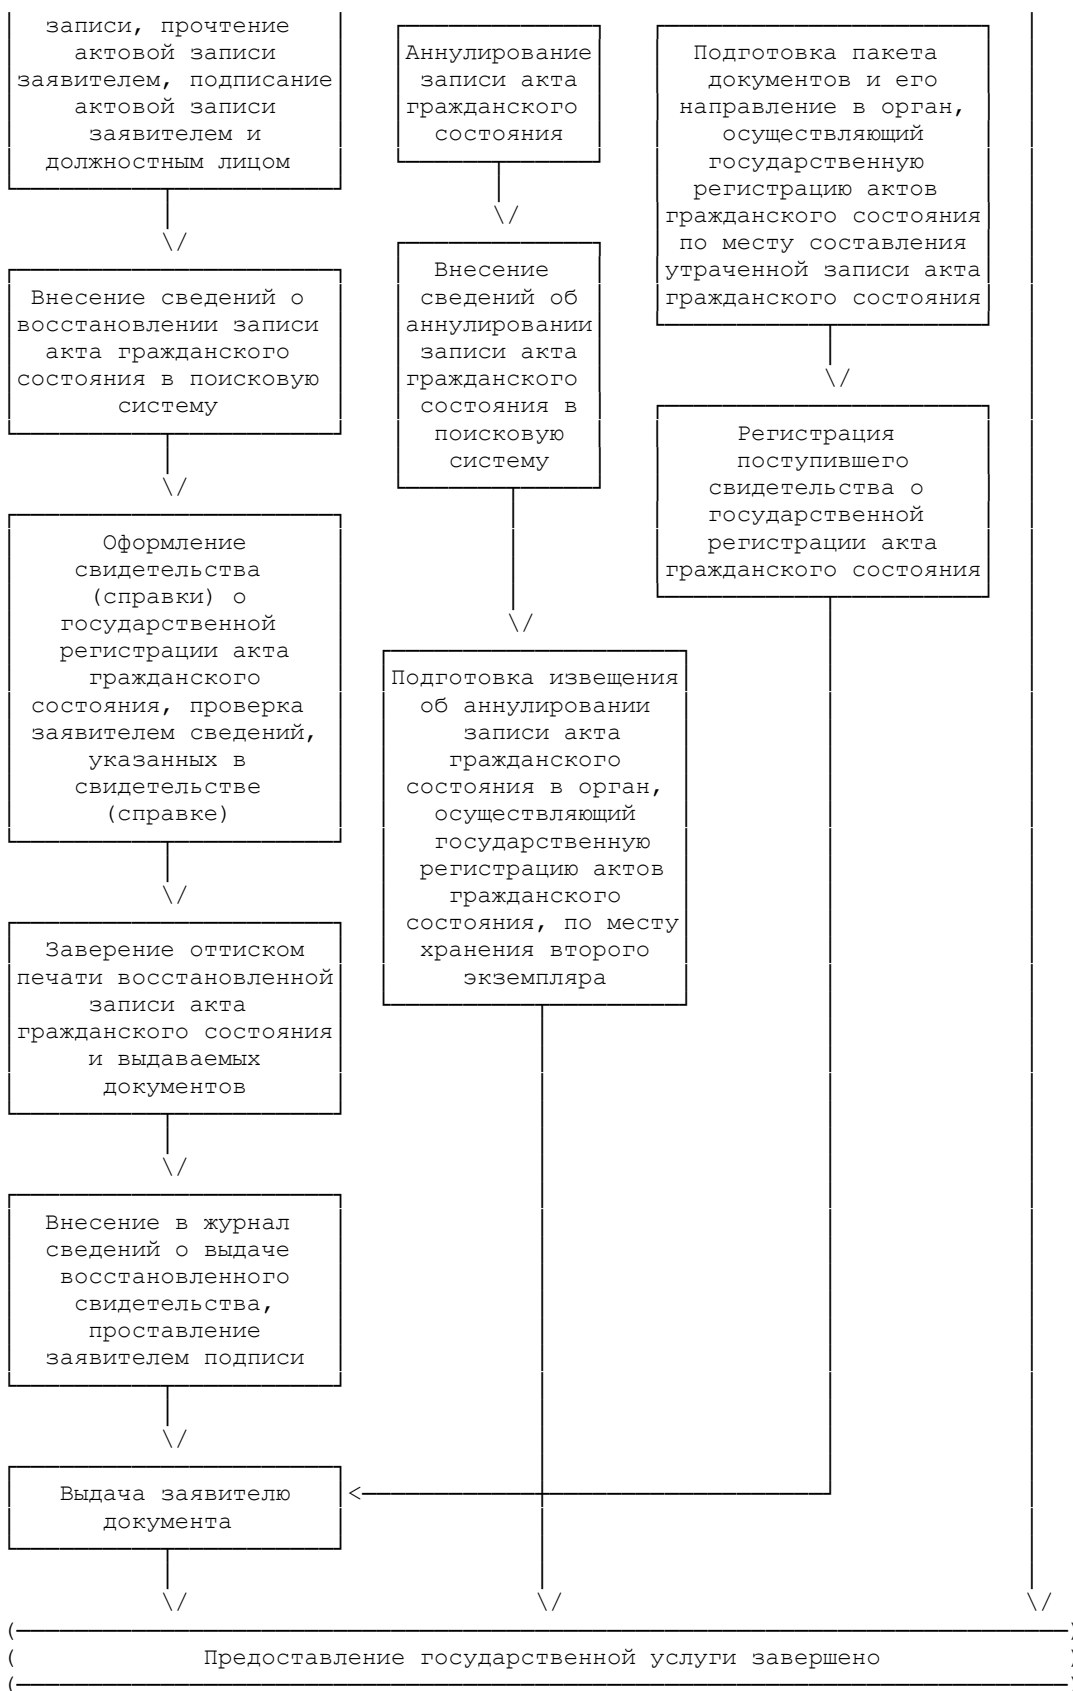 записи, прочтение
актовой записи
заявителем, подписание
актовой записи
заявителем и
должностным лицом
Внесение сведений о
восстановлении записи
акта гражданского
состояния в поисковую
систему
Оформление
свидетельства
(справки) о
государственной
регистрации акта
гражданского
состояния, проверка
заявителем сведений,
указанных в
свидетельстве
(справке)
Заверение оттиском
печати восстановленной
записи акта
гражданского состояния
и выдаваемых
документов
Внесение в журнал
сведений о выдаче
восстановленного
свидетельства,
проставление
заявителем подписи
Выдача заявителю
документа
Аннулирование
записи акта
гражданского
состояния
Внесение
сведений об
аннулировании
записи акта
гражданского
состояния в
поисковую
систему
Подготовка извещения
об аннулировании
записи акта
гражданского
состояния в орган,
осуществляющий
государственную
регистрацию актов
гражданского
состояния, по месту
хранения второго
экземпляра
Подготовка пакета
документов и его
направление в орган,
осуществляющий
государственную
регистрацию актов
гражданского состояния
по месту составления
утраченной записи акта
гражданского состояния
Регистрация
поступившего
свидетельства о
государственной
регистрации акта
гражданского состояния
Предоставление государственной услуги завершено